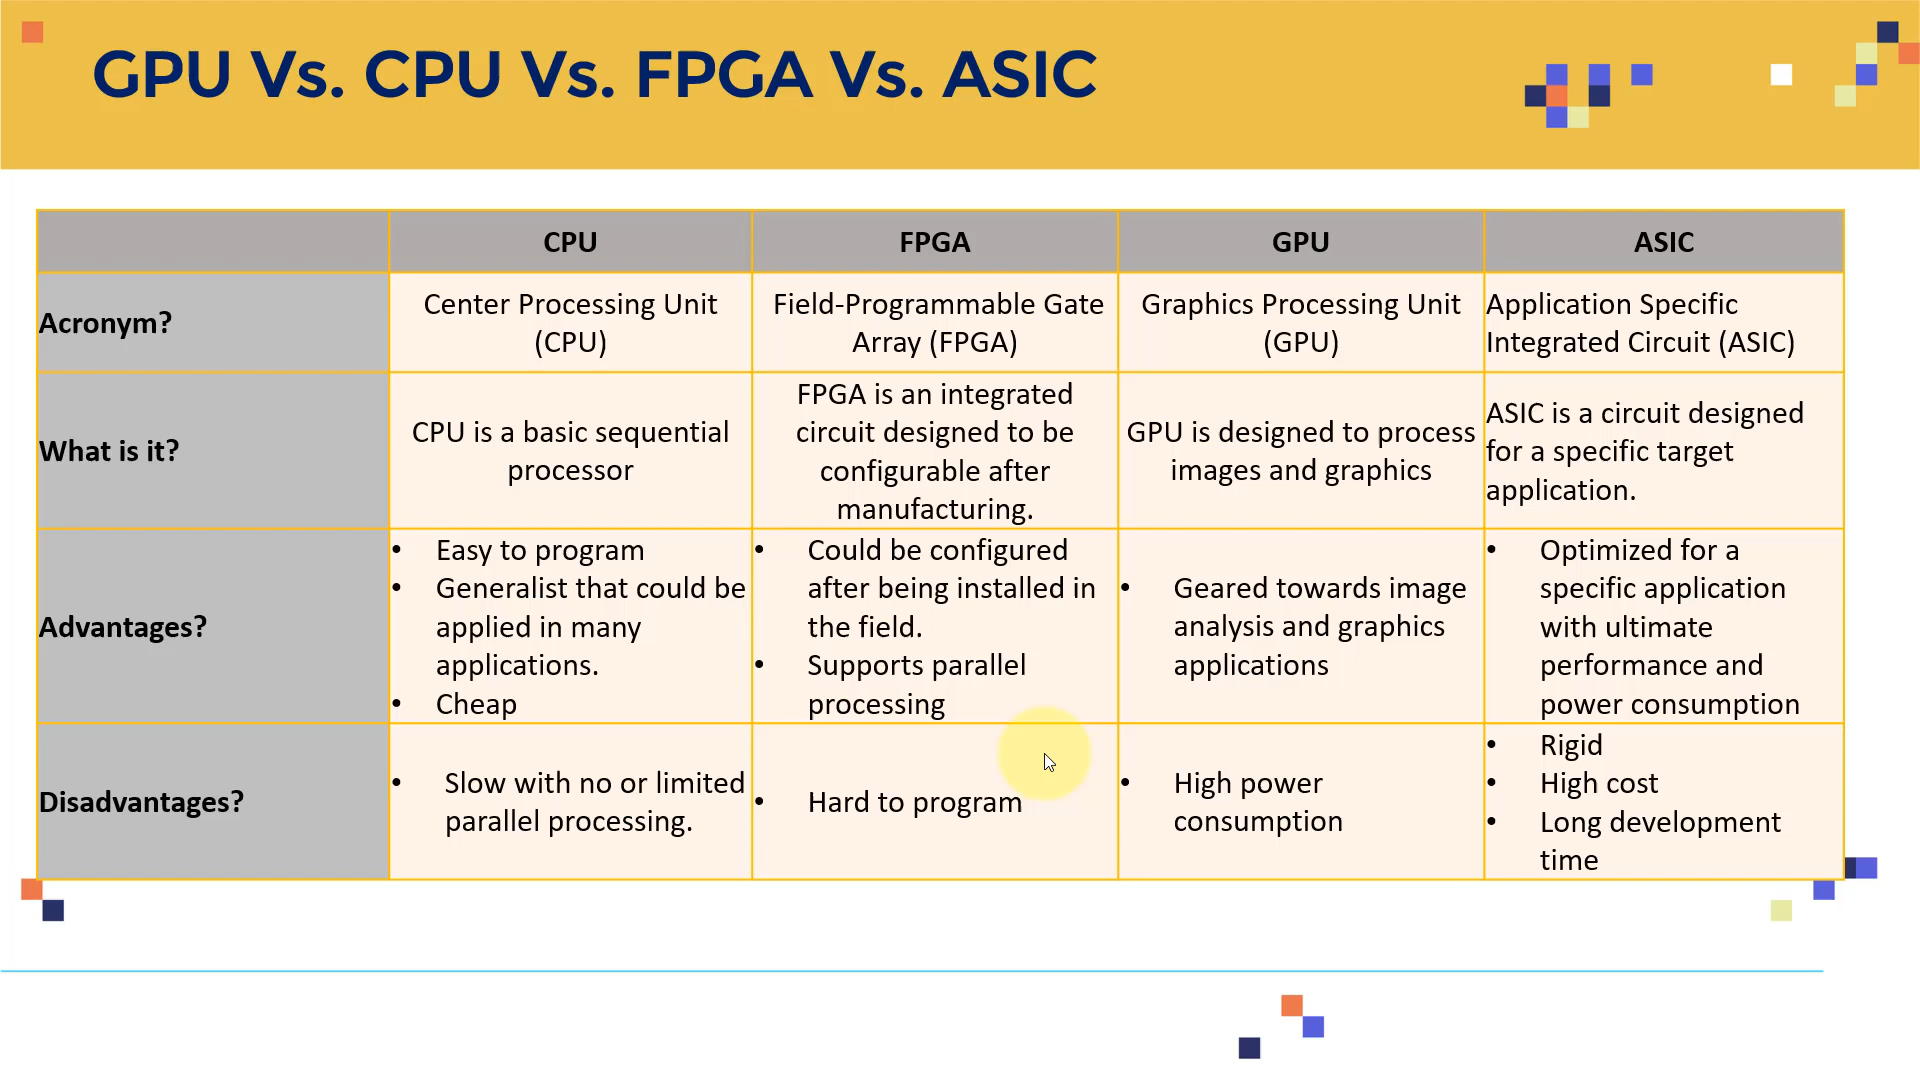 GPU Vs. CPU Vs. FPGA Vs. ASIC
CPU
FPGA
GPU
ASIC
Acronym?
Center Processing Unit
(CPU)
Field-Programmable Gate
Array (FPGA)
Graphics Processing Unit
(GPU)
Application Specific
Integrated Circuit (ASIC)
What is it?
CPU is a basic sequential
processor
FPGA is an integrated
circuit designed to be
configurable after
manufacturing.
GPU is designed to process
images and graphics
ASIC is a circuit designed
for a specific target
application.
Advantages?
• Easy to program
• Generalist that could be
applied in many
applications.
• Cheap
• Could be configured
after being installed in
the field.
• Supports parallel
processing
• Geared towards image
analysis and graphics
applications
• Optimized for a
specific application
with ultimate
performance and
power consumption
Disadvantages?
• Slow with no or limited
parallel processing.
• Hard to program
• High power
consumption
• Rigid
• High cost
• Long development
time